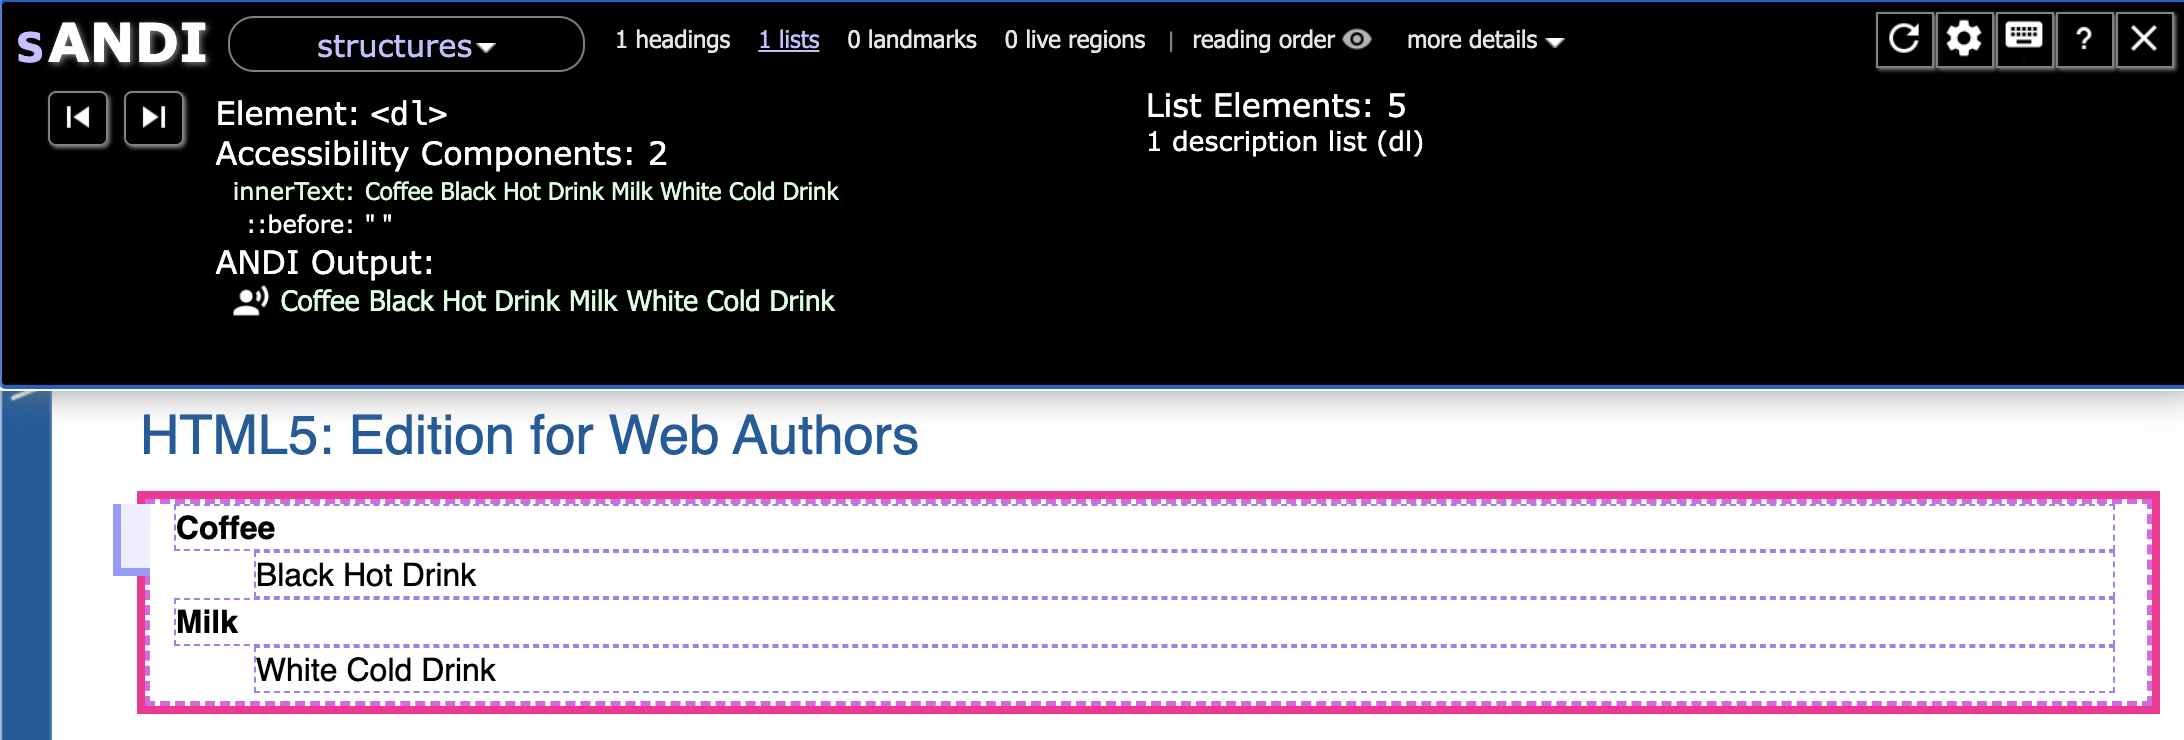 sANDI
structures
1 headings 1 lists 0 landmarks 0 live regions | reading order more details
?
Element: <dl>
Accessibility Components: 2
innerText: Coffee Black Hot Drink Milk White Cold Drink
::before: " "
ANDI Output:
Coffee Black Hot Drink Milk White Cold Drink
List Elements: 5
1 description list (dl)
HTML5: Edition for Web Authors
Coffee
Black Hot Drink
Milk
White Cold Drink